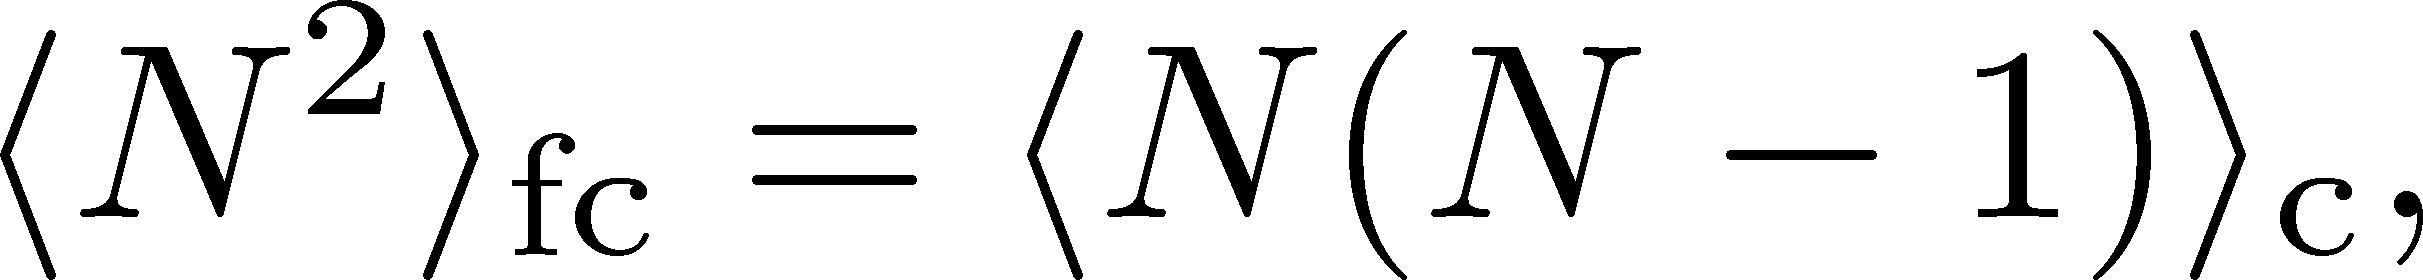 ⟨N²⟩_fc = ⟨N(N − 1)⟩_c,